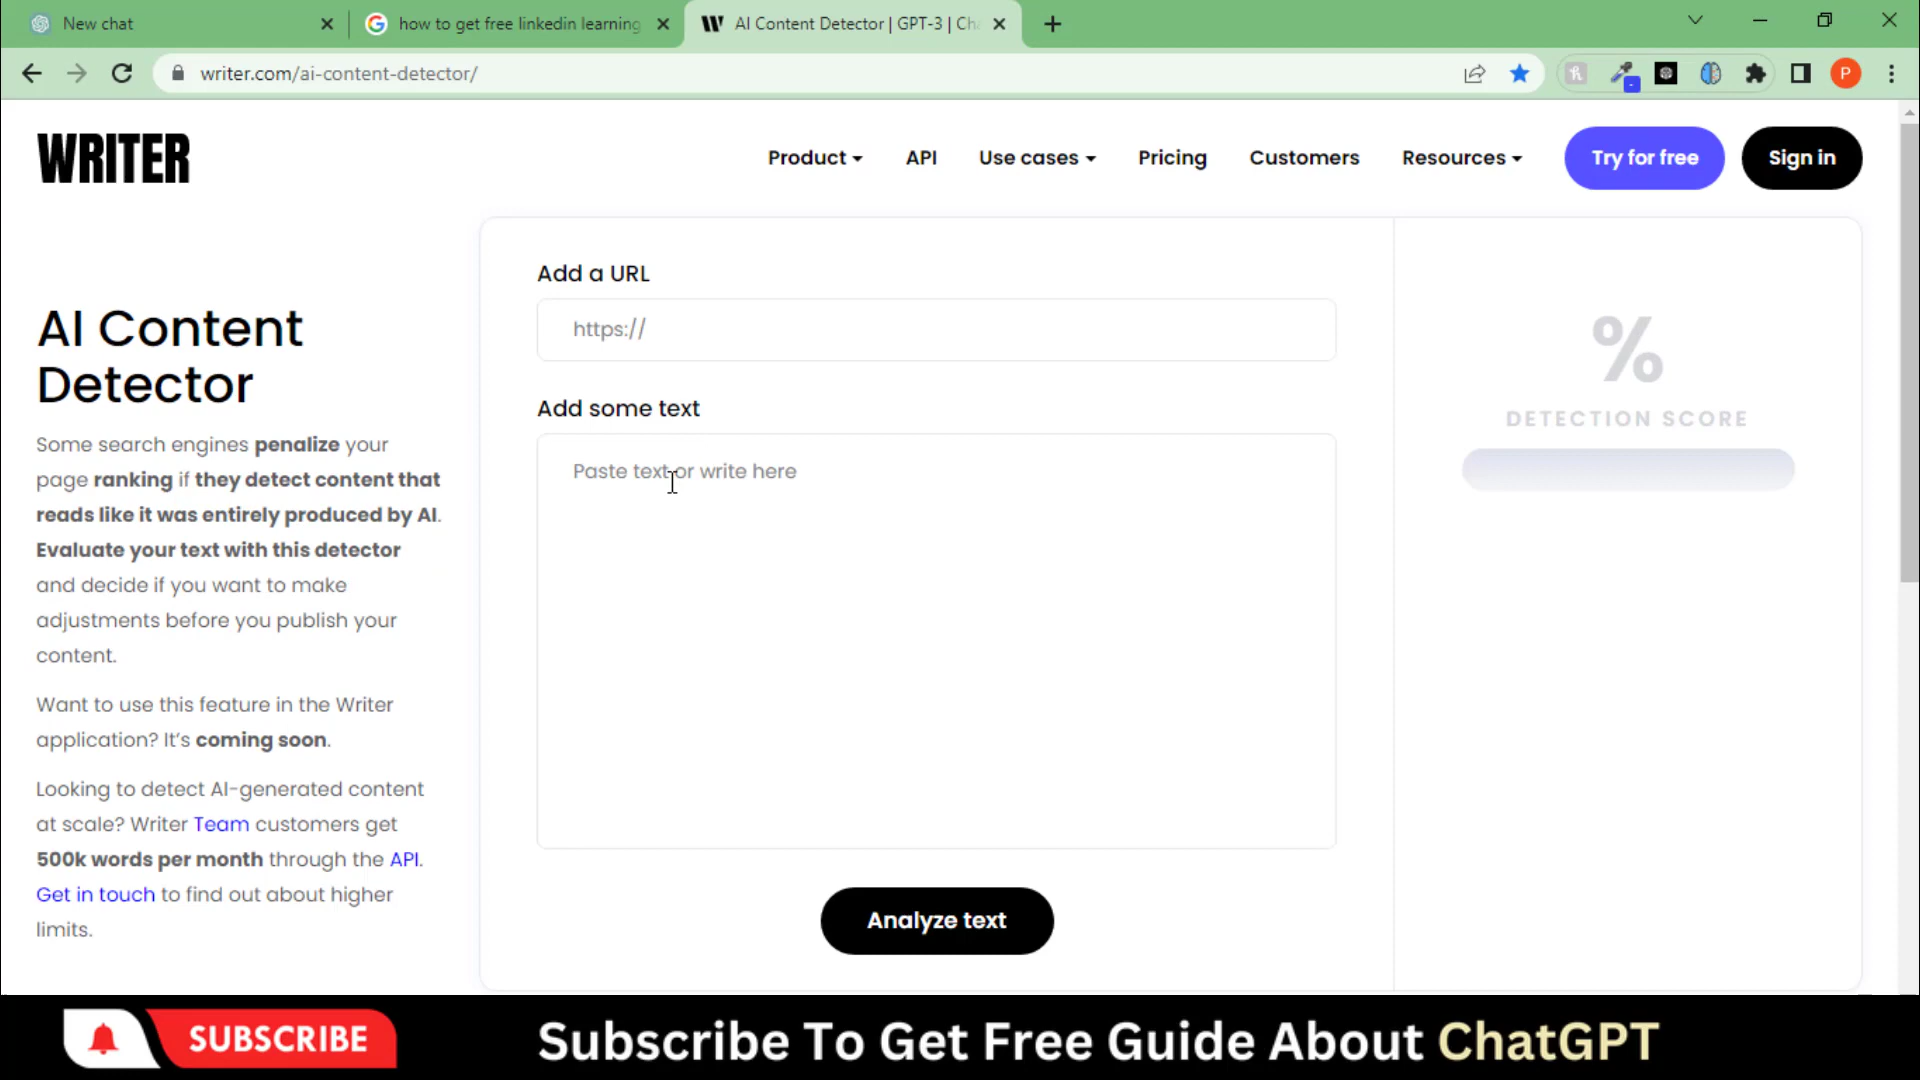 New chat
how to get free linkedin learning
AI Content Detector | GPT-3 | Ch
writer.com/ai-content-detector/
P
WRITER
Product
API
Use cases
Pricing
Customers
Resources
Try for free
Sign in
AI Content
Detector
Some search engines penalize your
page ranking if they detect content that
reads like it was entirely produced by AI.
Evaluate your text with this detector
and decide if you want to make
adjustments before you publish your
content.
Want to use this feature in the Writer
application? It's coming soon.
Looking to detect AI-generated content
at scale? Writer Team customers get
500k words per month through the API.
Get in touch to find out about higher
limits.
Add a URL
https://
Add some text
Paste text or write here
Analyze text
%
DETECTION SCORE
SUBSCRIBE
Subscribe To Get Free Guide About ChatGPT